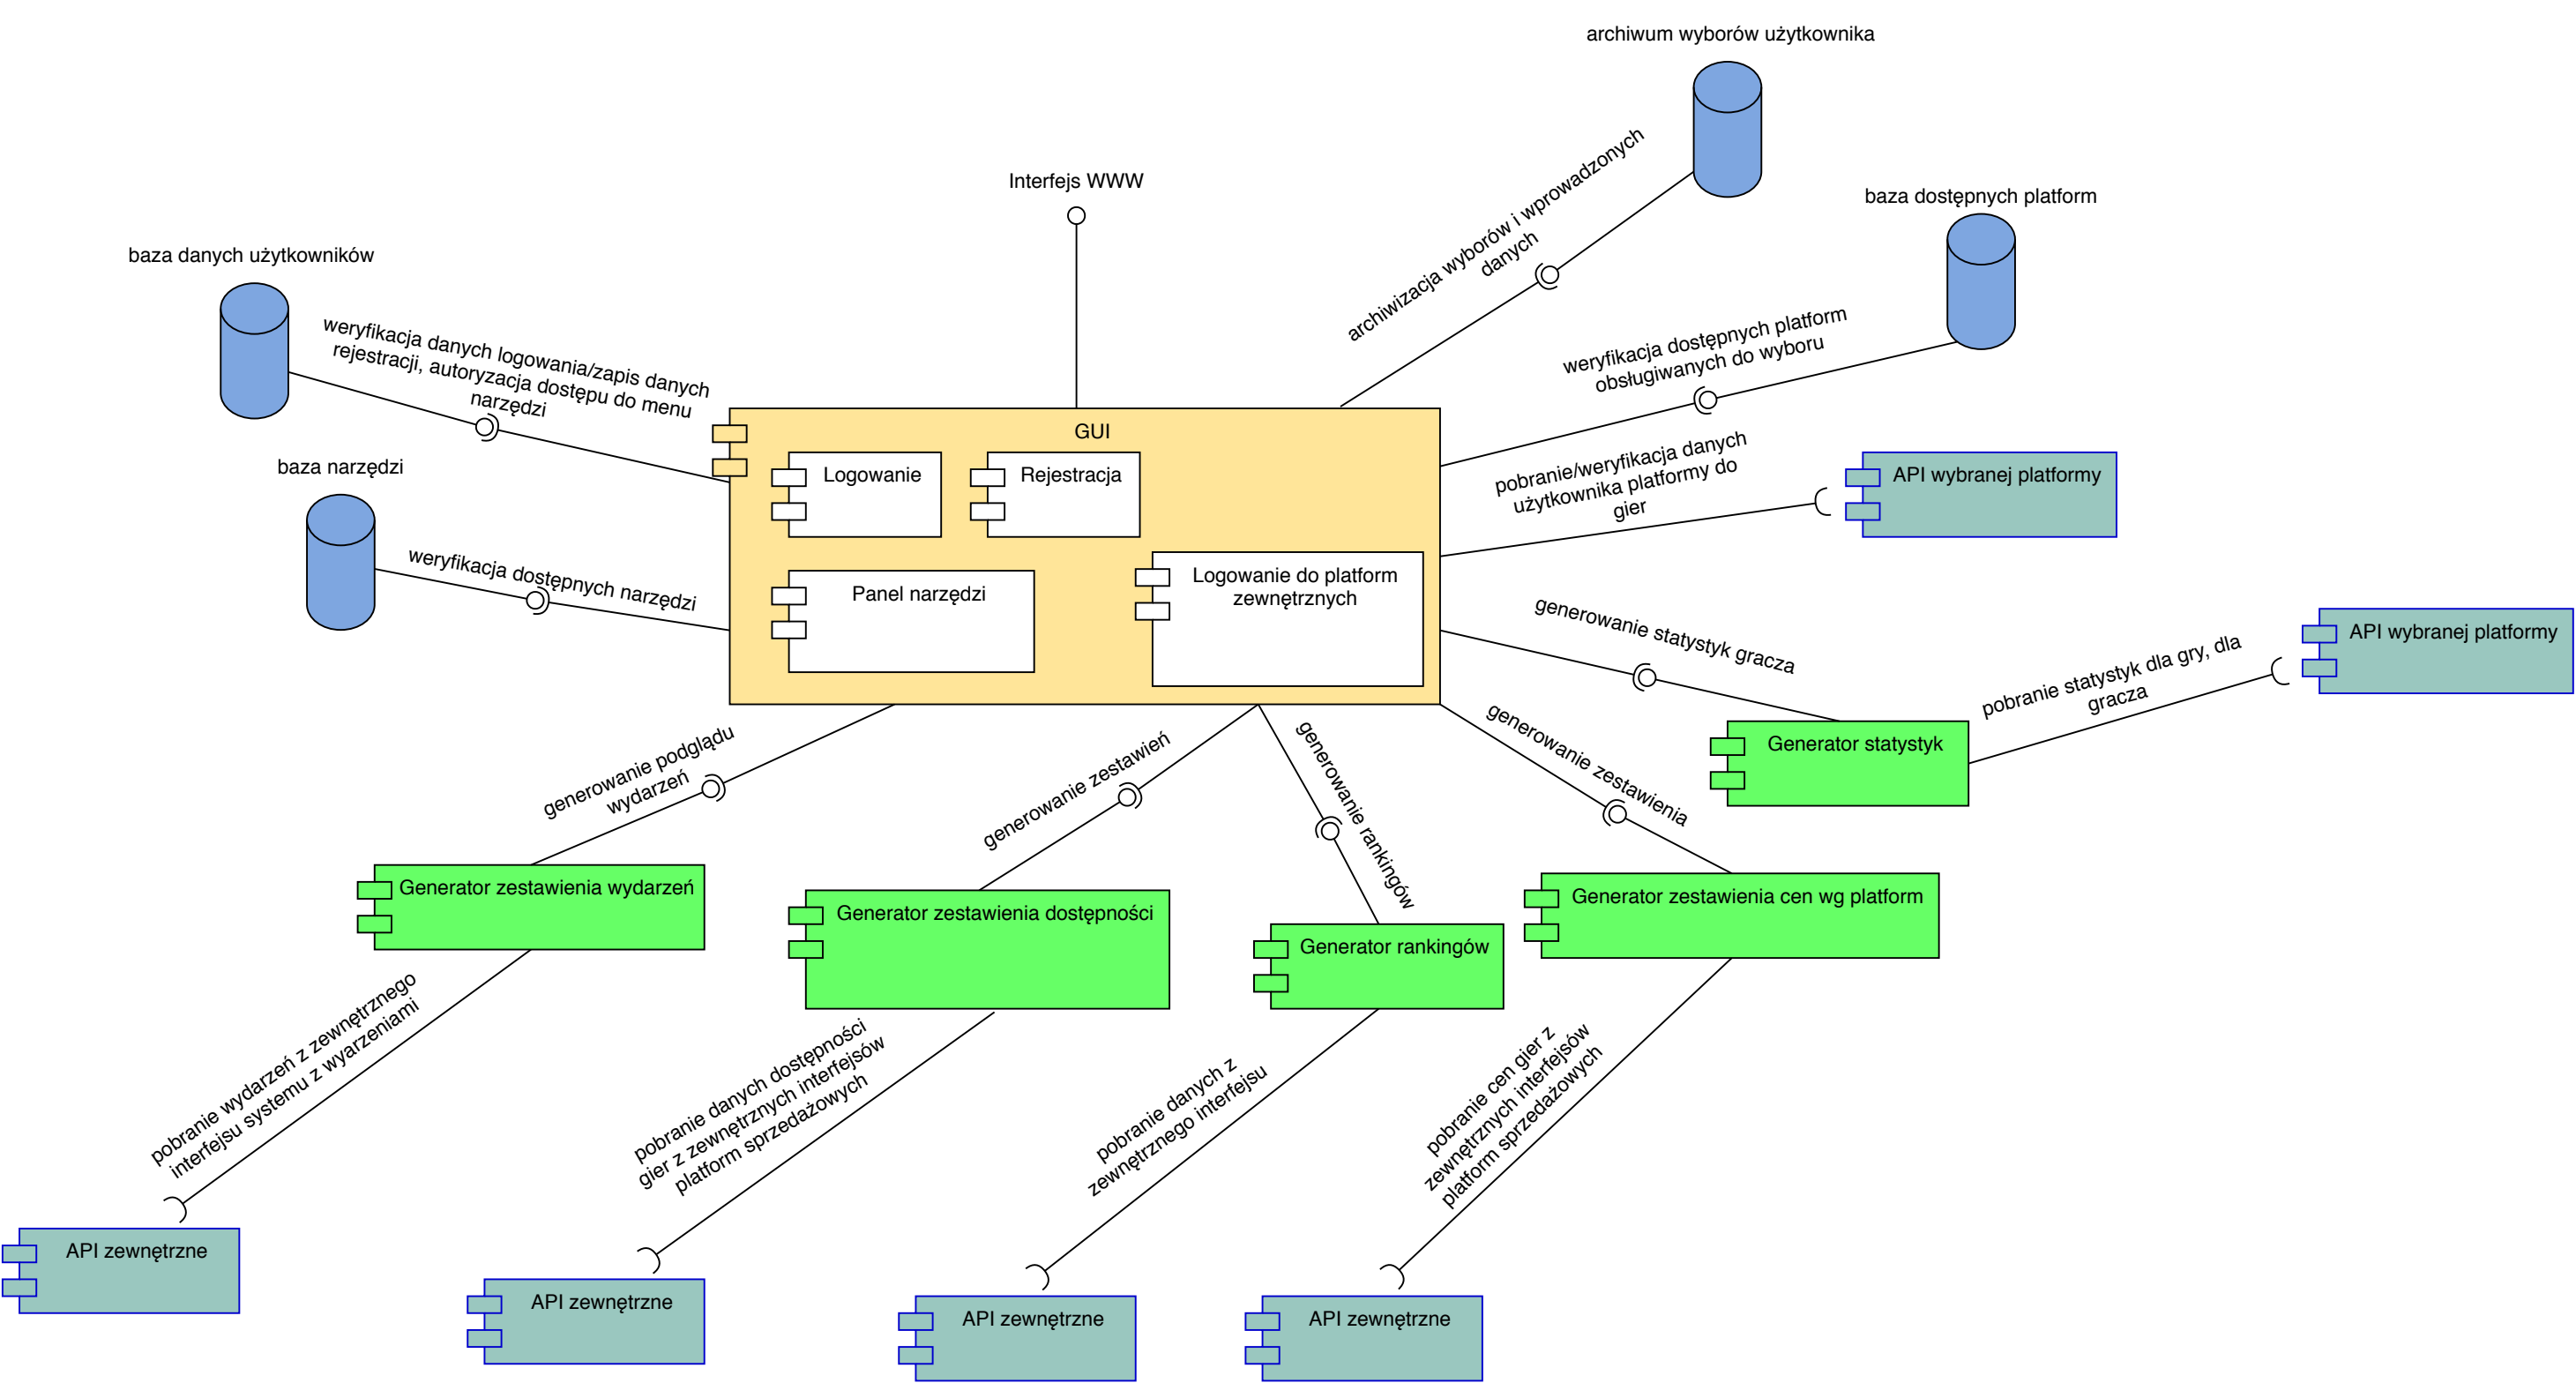 archiwum wyborów użytkownika
archiwizacja wyborów i wprowadzonych
danych
Interfejs WWW
baza dostępnych platform
baza danych użytkowników
weryfikacja danych logowania/zapis danych
rejestracji, autoryzacja dostępu do menu
narzędzi
weryfikacja dostępnych platform
obsługiwanych do wyboru
GUI
Logowanie
Rejestracja
Panel narzędzi
Logowanie do platform
zewnętrznych
baza narzędzi
weryfikacja dostępnych narzędzi
pobranie/weryfikacja danych
użytkownika platformy do
gier
API wybranej platformy
generowanie statystyk gracza
API wybranej platformy
pobranie statystyk dla gry, dla
gracza
Generator statystyk
generowanie podglądu
wydarzeń
generowanie zestawień
generowanie rankingów
generowanie zestawienia
Generator zestawienia wydarzeń
Generator zestawienia dostępności
Generator rankingów
Generator zestawienia cen wg platform
pobranie wydarzeń z zewnętrznego
interfejsu systemu z wyarzeniami
pobranie danych dostępności
gier z zewnętrznych interfejsów
platform sprzedażowych
pobranie danych z
zewnętrznego interfejsu
pobranie cen gier z
zewnętrznych interfejsów
platform sprzedażowych
API zewnętrzne
API zewnętrzne
API zewnętrzne
API zewnętrzne